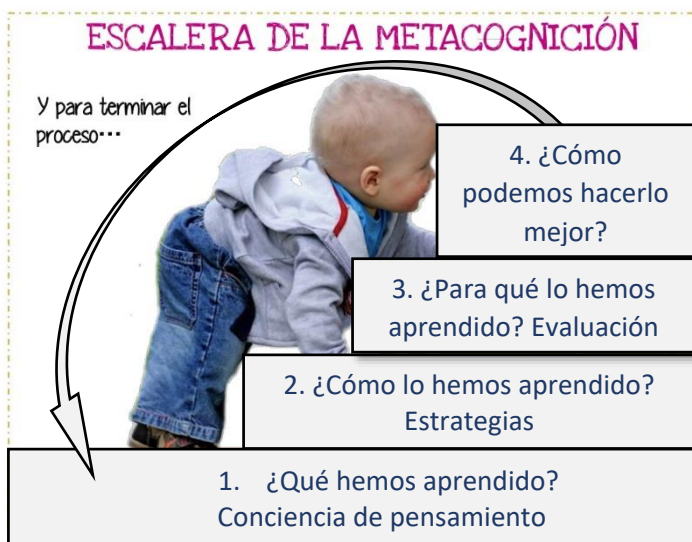 ESCALERA DE LA METACOGNICIÓN
Y para terminar el
proceso...
4. ¿Cómo
podemos hacerlo
mejor?
3. ¿Para qué lo hemos
aprendido? Evaluación
2. ¿Cómo lo hemos aprendido?
Estrategias
1. ¿Qué hemos aprendido?
Conciencia de pensamiento